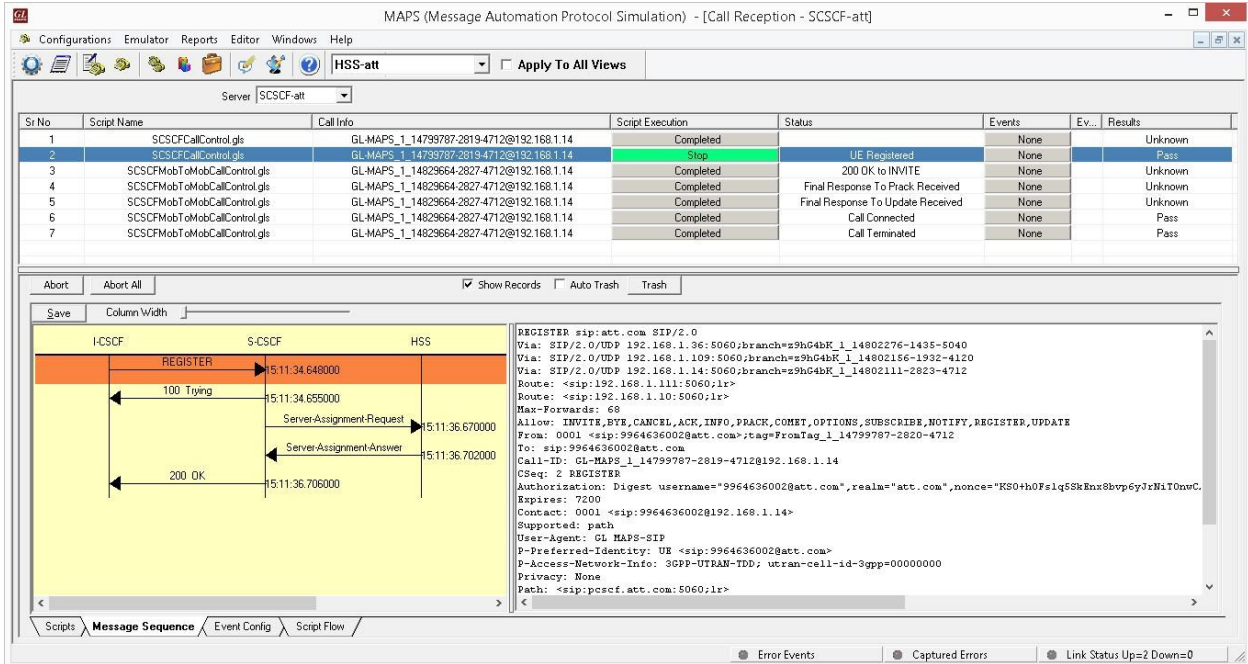 GL
MAPS (Message Automation Protocol Simulation) - [Call Reception - SCSCF-att]
Configurations Emulator Reports Editor Windows Help
HSS-att Apply To All Views
Server SCSCF-att
Sr No Script Name Call Info Script Execution Status Events Ev... Results
1 SCSCFCallControl.gls GL-MAPS_1_14799787-2819-4712@192.168.1.14 Completed None Unknown
2 SCSCFCallControl.gls GL-MAPS_1_14799787-2819-4712@192.168.1.14 Stop UE Registered None Pass
3 SCSCFMobToMobCallControl.gls GL-MAPS_1_14829664-2827-4712@192.168.1.14 Completed 200 OK to INVITE None Unknown
4 SCSCFMobToMobCallControl.gls GL-MAPS_1_14829664-2827-4712@192.168.1.14 Completed Final Response To Prack Received None Unknown
5 SCSCFMobToMobCallControl.gls GL-MAPS_1_14829664-2827-4712@192.168.1.14 Completed Final Response To Update Received None Unknown
6 SCSCFMobToMobCallControl.gls GL-MAPS_1_14829664-2827-4712@192.168.1.14 Completed Call Connected None Pass
7 SCSCFMobToMobCallControl.gls GL-MAPS_1_14829664-2827-4712@192.168.1.14 Completed Call Terminated None Pass
Abort Abort All Show Records Auto Trash Trash
Save Column Width
I-CSCF S-CSCF HSS
REGISTER
15:11:34.648000
100 Trying
15:11:34.655000
Server-Assignment-Request
15:11:36.670000
Server-Assignment-Answer
15:11:36.702000
200 OK
15:11:36.706000
REGISTER sip:att.com SIP/2.0
Via: SIP/2.0/UDP 192.168.1.36:5060;branch=z9hG4bK_1_14802276-1435-5040
Via: SIP/2.0/UDP 192.168.1.109:5060;branch=z9hG4bK_1_14802156-1932-4120
Via: SIP/2.0/UDP 192.168.1.14:5060;branch=z9hG4bK_1_14802111-2823-4712
Route: <sip:192.168.1.111:5060;lr>
Route: <sip:192.168.1.10:5060;lr>
Max-Forwards: 68
Allow: INVITE,BYE,CANCEL,ACK,INFO,PRACK,COMET,OPTIONS,SUBSCRIBE,NOTIFY,REGISTER,UPDATE
From: 0001 <sip:9964636002@att.com>;tag=FromTag_1_14799787-2820-4712
To: sip:9964636002@att.com
Call-ID: GL-MAPS_1_14799787-2819-4712@192.168.1.14
CSeq: 2 REGISTER
Authorization: Digest username="9964636002@att.com",realm="att.com",nonce="KS0+h0Fslq5SkEnx8bvp6yJrNiT0nwC
Expires: 7200
Contact: 0001 <sip:9964636002@192.168.1.14>
Supported: path
User-Agent: GL MAPS-SIP
P-Preferred-Identity: UE <sip:9964636002@att.com>
P-Access-Network-Info: 3GPP-UTRAN-TDD; utran-cell-id-3gpp=00000000
Privacy: None
Path: <sip:pcscf.att.com:5060;lr>
Scripts Message Sequence Event Config Script Flow
Error Events Captured Errors Link Status Up=2 Down=0